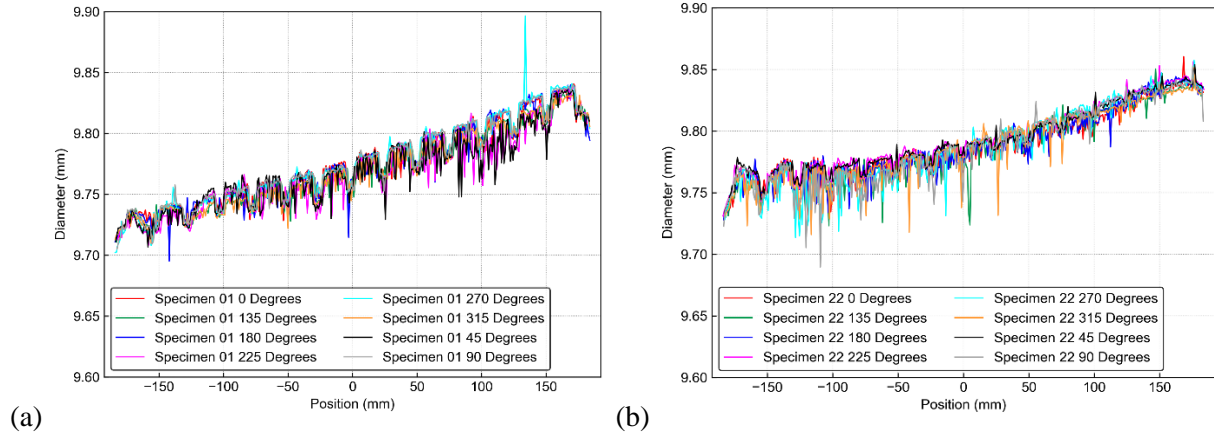 9.90
9.85
9.80
9.75
9.70
9.65
9.60
Diameter (mm)
Specimen 01 0 Degrees
Specimen 01 135 Degrees
Specimen 01 180 Degrees
Specimen 01 225 Degrees
Specimen 01 270 Degrees
Specimen 01 315 Degrees
Specimen 01 45 Degrees
Specimen 01 90 Degrees
−150 −100 −50 0 50 100 150
Position (mm)
(a)
9.90
9.85
9.80
9.75
9.70
9.65
9.60
Diameter (mm)
Specimen 22 0 Degrees
Specimen 22 135 Degrees
Specimen 22 180 Degrees
Specimen 22 225 Degrees
Specimen 22 270 Degrees
Specimen 22 315 Degrees
Specimen 22 45 Degrees
Specimen 22 90 Degrees
−150 −100 −50 0 50 100 150
Position (mm)
(b)